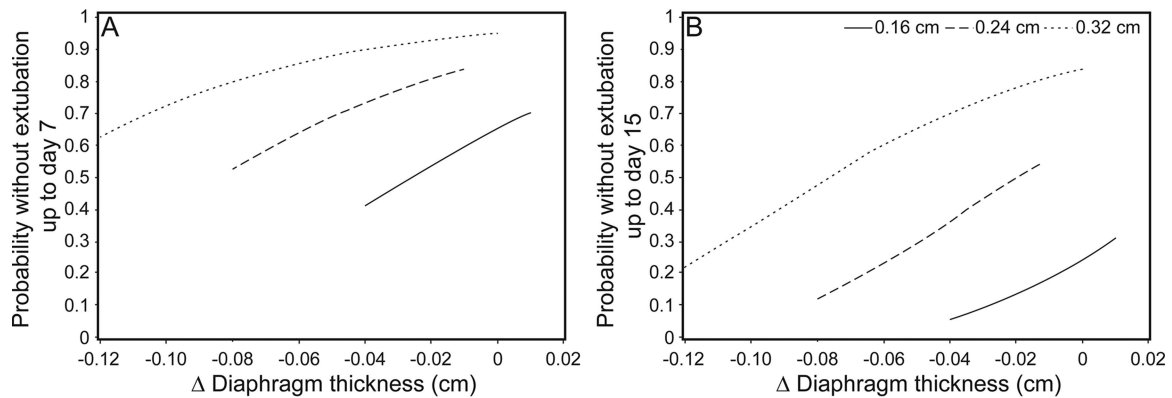 A
1
0.9
0.8
0.7
0.6
0.5
0.4
0.3
0.2
0.1
0
Probability without extubation
up to day 7
-0.12 -0.10 -0.08 -0.06 -0.04 -0.02 0 0.02
Δ Diaphragm thickness (cm)
B
0.16 cm 0.24 cm 0.32 cm
1
0.9
0.8
0.7
0.6
0.5
0.4
0.3
0.2
0.1
0
Probability without extubation
up to day 15
-0.12 -0.10 -0.08 -0.06 -0.04 -0.02 0 0.02
Δ Diaphragm thickness (cm)